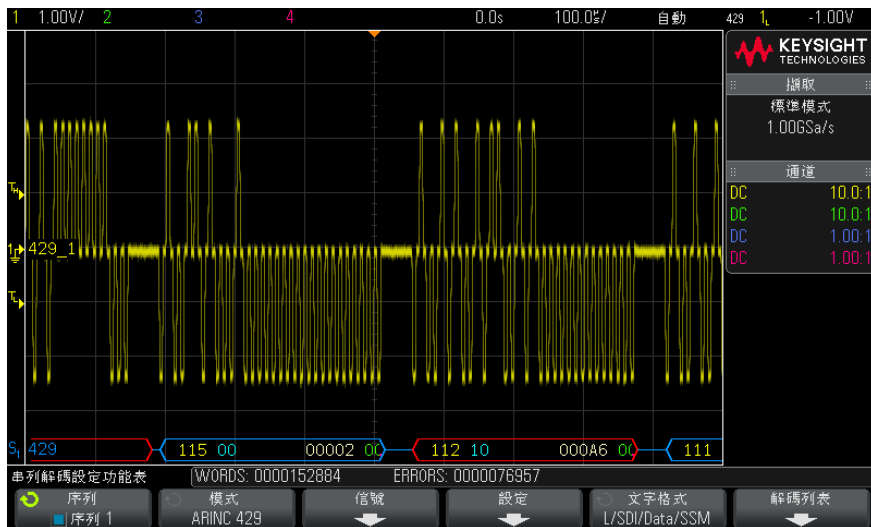 1 1.00V/ 2 3 4 0.0s 100.0㎲/ 自動 429 1L -1.00V
KEYSIGHT
TECHNOLOGIES
擷取
標準模式
1.00GSa/s
通道
DC 10.0:1
DC 10.0:1
DC 1.00:1
DC 1.00:1
TH
1 429_1
TL
S1 429 115 00 00002 00 112 10 000A6 00 111
串列解碼設定功能表 WORDS: 0000152884 ERRORS: 0000076957
序列 模式 信號 設定 文字格式 解碼列表
序列 1 ARINC 429 L/SDI/Data/SSM